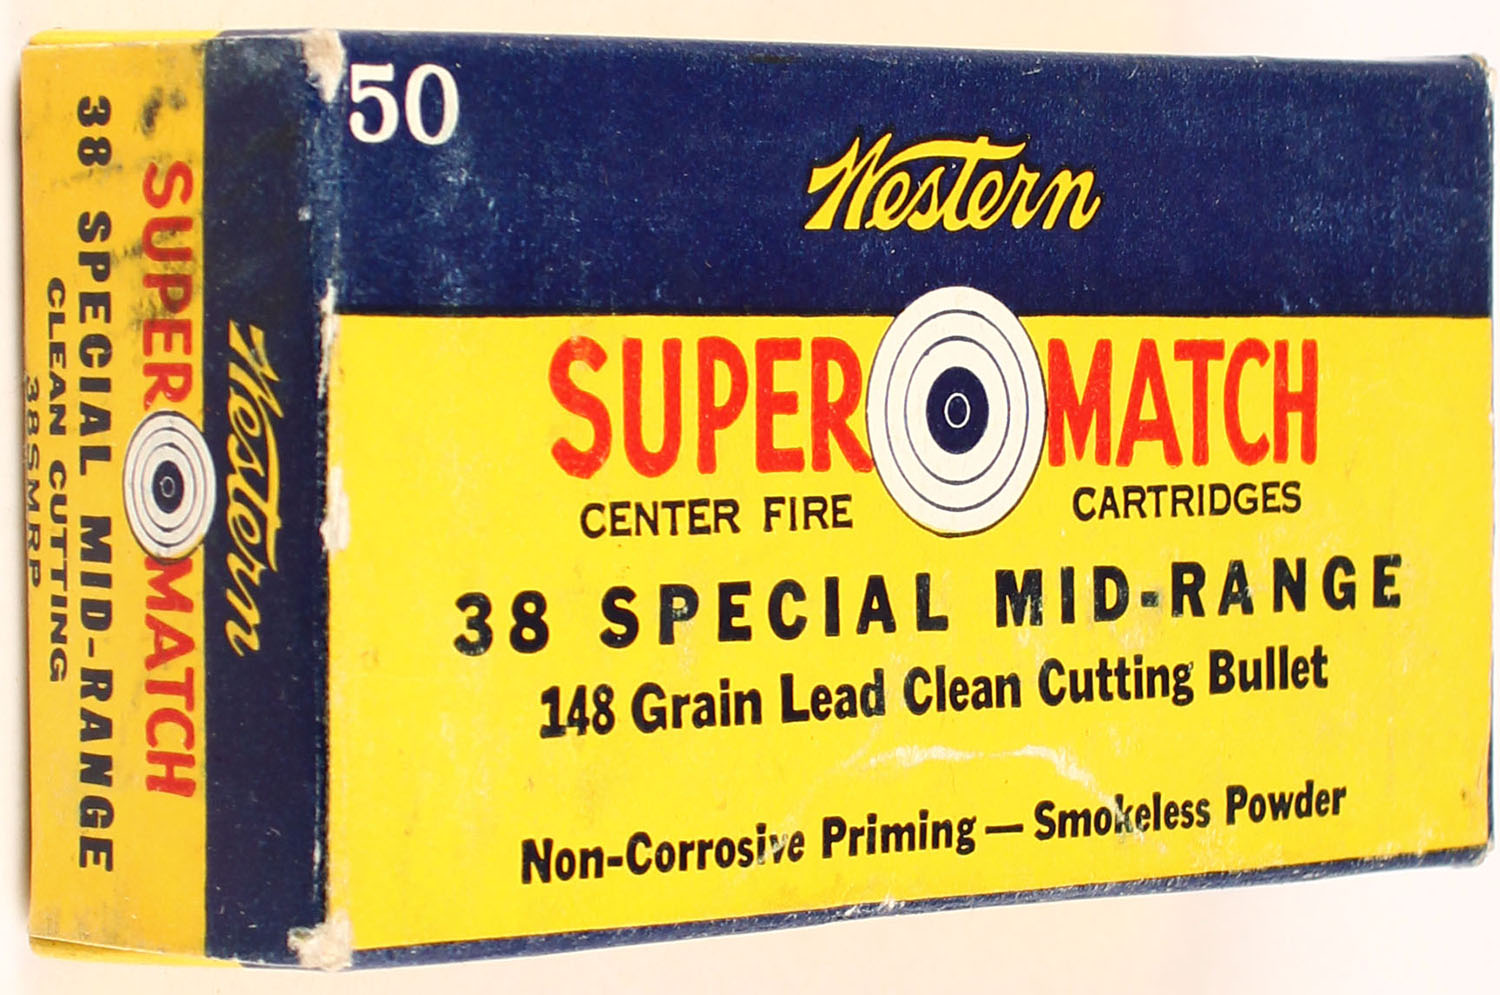 50
Western
SUPER MATCH
CENTER FIRE CARTRIDGES
38 SPECIAL MID-RANGE
148 Grain Lead Clean Cutting Bullet
Non-Corrosive Priming — Smokeless Powder
Western
SUPER MATCH
38 SPECIAL MID-RANGE
CLEAN CUTTING
38SMRP